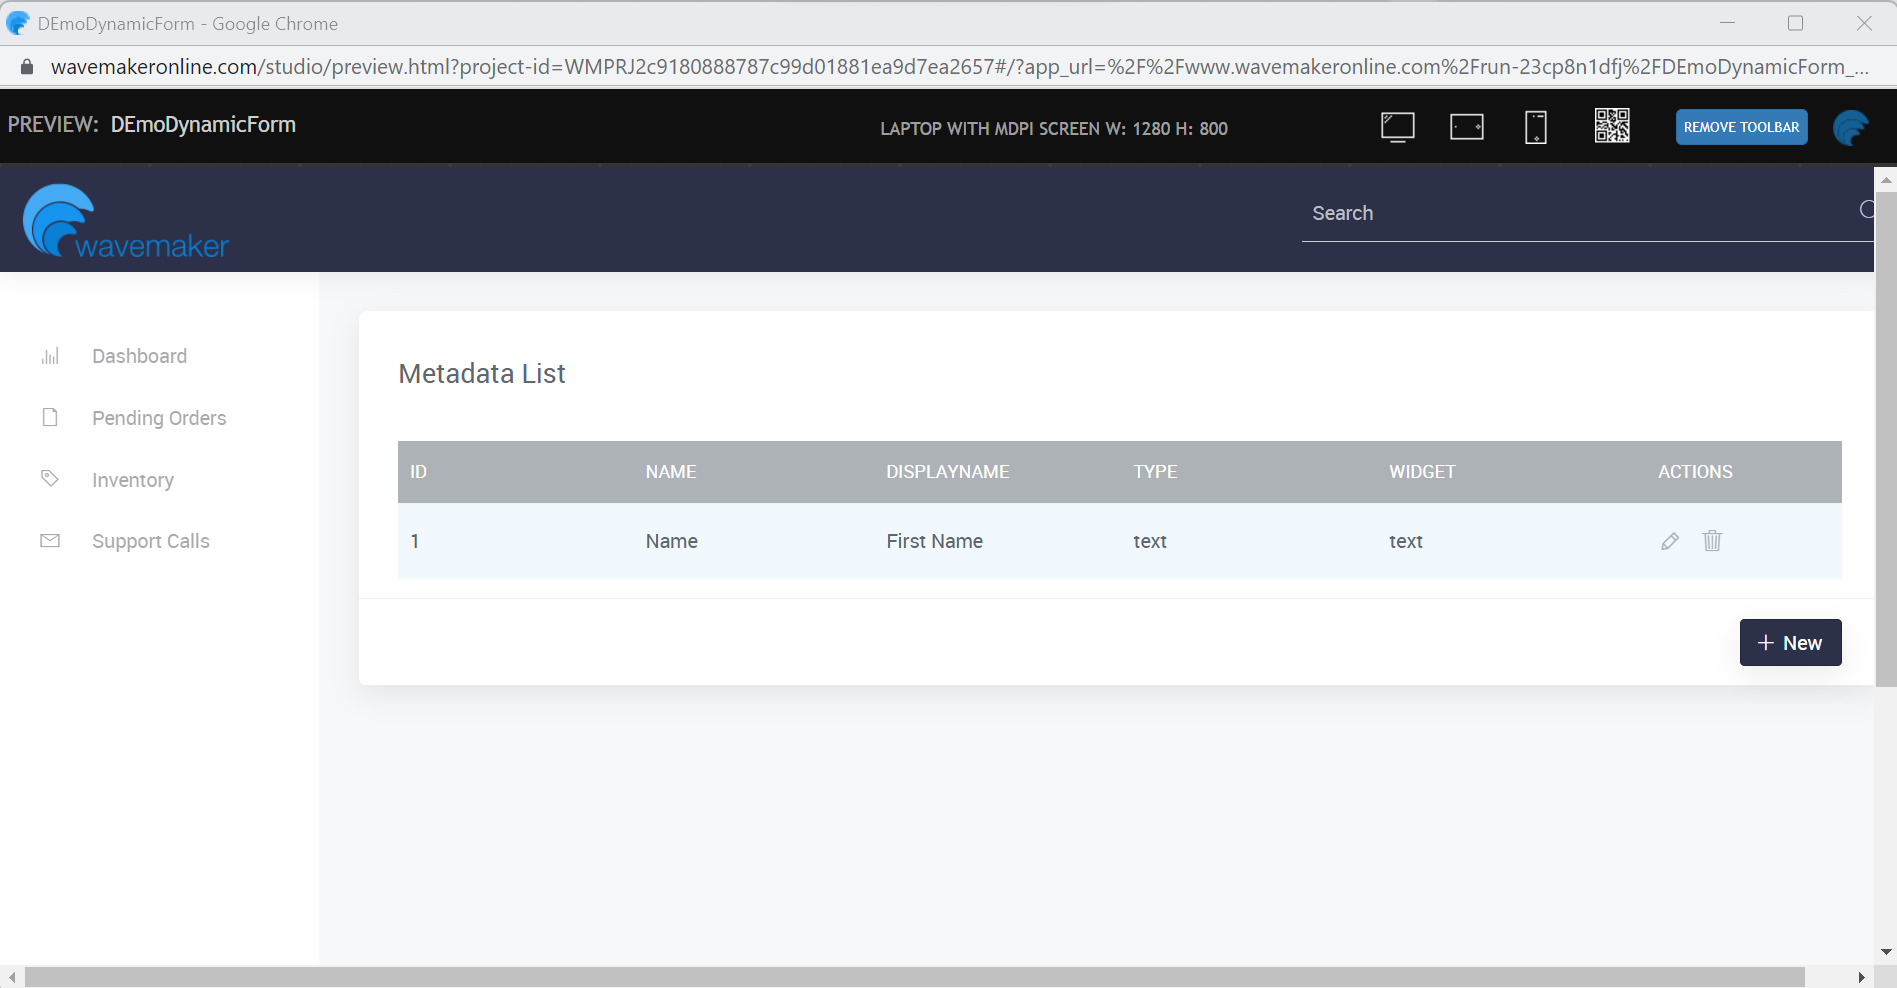 DEmoDynamicForm - Google Chrome
wavemakeronline.com/studio/preview.html?project-id=WMPRJ2c9180888787c99d01881ea9d7ea2657#/?app_url=%2F%2Fwww.wavemakeronline.com%2Frun-23cp8n1dfj%2FDEmoDynamicForm_...
PREVIEW: DEmoDynamicForm
LAPTOP WITH MDPI SCREEN W: 1280 H: 800
REMOVE TOOLBAR
wavemaker
Search
Dashboard
Pending Orders
Inventory
Support Calls
Metadata List
ID NAME DISPLAYNAME TYPE WIDGET ACTIONS
1 Name First Name text text
+ New